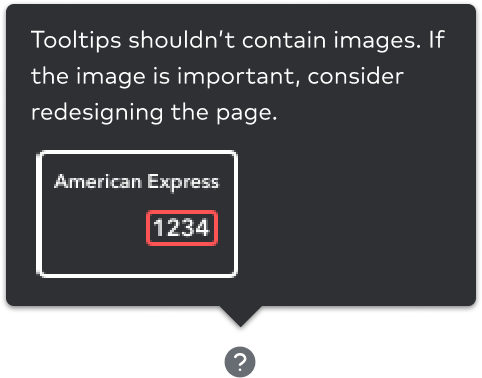 Tooltips shouldn’t contain images. If
the image is important, consider
redesigning the page.
American Express
1234
?